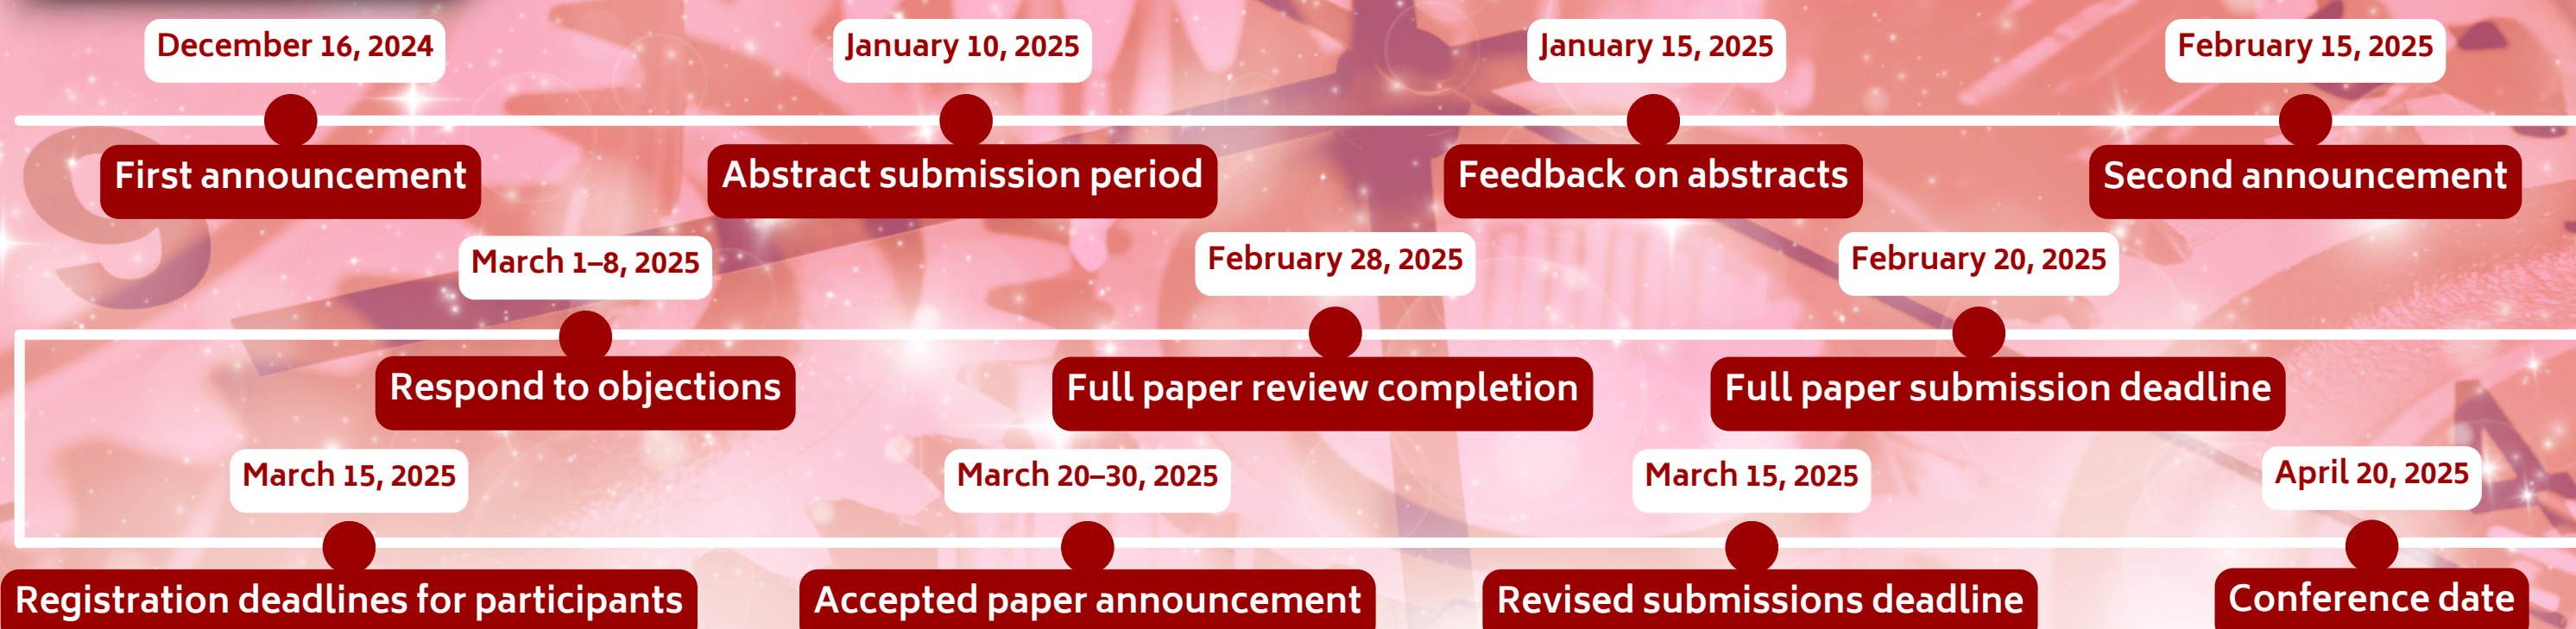 December 16, 2024
First announcement
January 10, 2025
Abstract submission period
January 15, 2025
Feedback on abstracts
February 15, 2025
Second announcement
February 20, 2025
Full paper submission deadline
February 28, 2025
Full paper review completion
March 1–8, 2025
Respond to objections
March 15, 2025
Registration deadlines for participants
March 20–30, 2025
Accepted paper announcement
March 15, 2025
Revised submissions deadline
April 20, 2025
Conference date
9
4